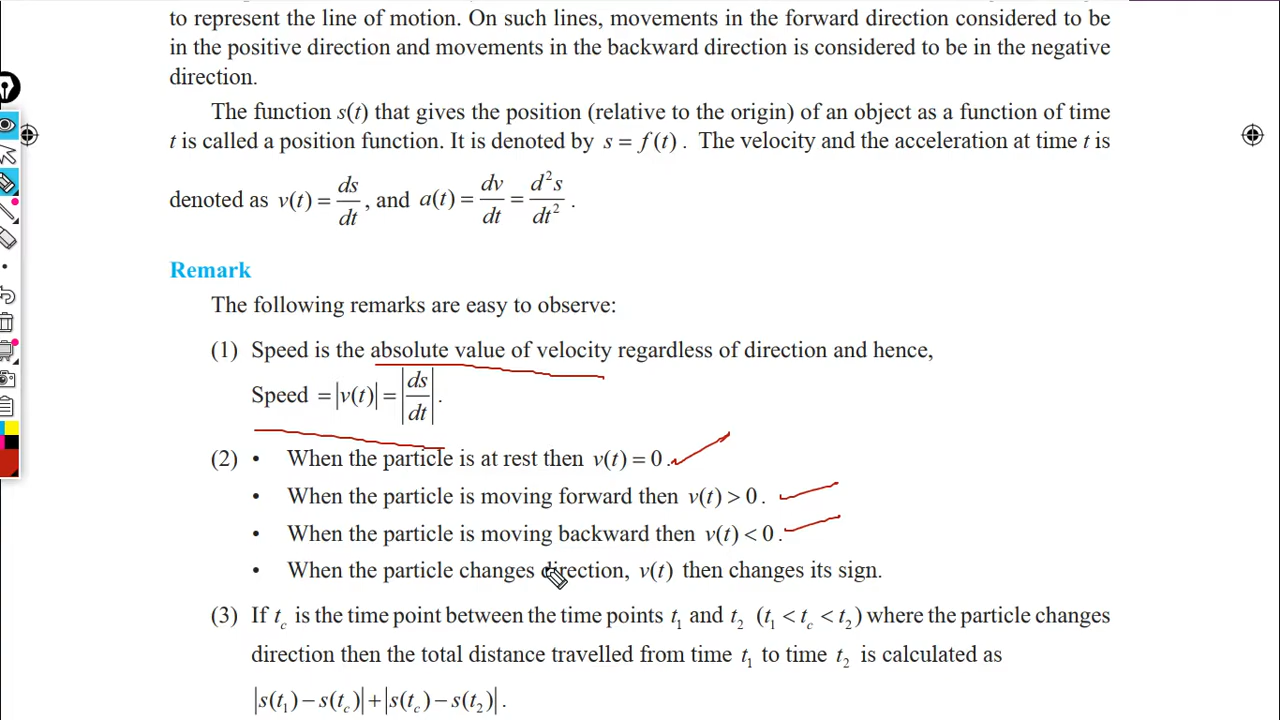 to represent the line of motion. On such lines, movements in the forward direction considered to be
in the positive direction and movements in the backward direction is considered to be in the negative
direction.
The function s(t) that gives the position (relative to the origin) of an object as a function of time
t is called a position function. It is denoted by s = f(t) . The velocity and the acceleration at time t is
denoted as v(t) = ds/dt , and a(t) = dv/dt = d²s/dt² .
Remark
The following remarks are easy to observe:
(1) Speed is the absolute value of velocity regardless of direction and hence,
Speed = |v(t)| = |ds/dt| .
(2) • When the particle is at rest then v(t) = 0 .
• When the particle is moving forward then v(t) > 0 .
• When the particle is moving backward then v(t) < 0 .
• When the particle changes direction, v(t) then changes its sign.
(3) If t_c is the time point between the time points t₁ and t₂ (t₁ < t_c < t₂) where the particle changes
direction then the total distance travelled from time t₁ to time t₂ is calculated as
|s(t₁) − s(t_c)| + |s(t_c) − s(t₂)| .